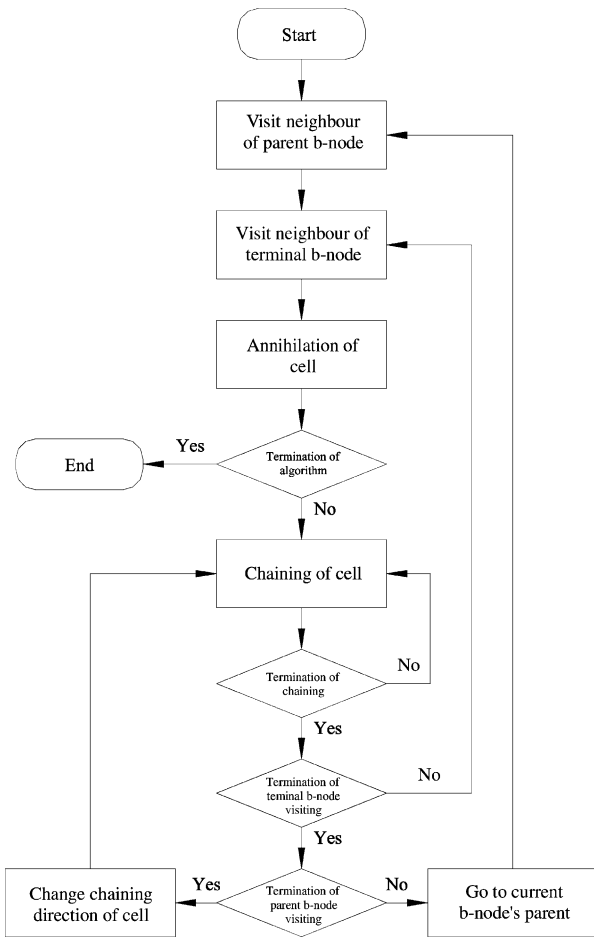 Start
Visit neighbour
of parent b-node
Visit neighbour of
terminal b-node
Annihilation of
cell
Yes
Termination of
algorithm
End
No
Chaining of cell
No
Termination of
chaining
Yes
No
Termination of
teminal b-node
visiting
Yes
Change chaining
direction of cell
Yes
Termination of
parent b-node
visiting
No
Go to current
b-node's parent